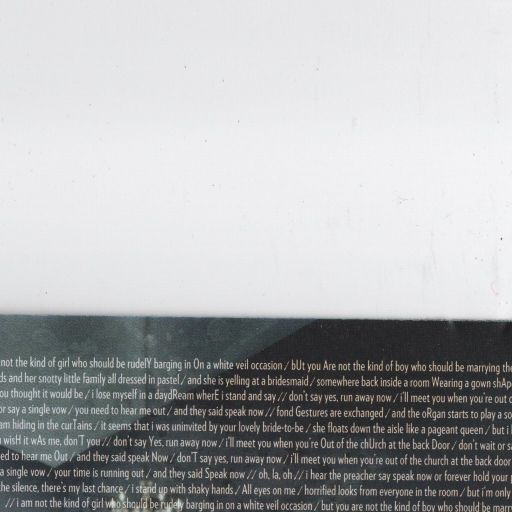 not the kind of girl who should be rudelY barging in On a white veil occasion / bUt you Are not the kind of boy who should be marrying the
ds and her snotty little family all dressed in pastel / and she is yelling at a bridesmaid / somewhere back inside a room Wearing a gown shAp
ou thought it would be / i lose myself in a daydReam wherE i stand and say // don't say yes, run away now / i'll meet you when you're out o
or say a single vow / you need to hear me out / and they said speak now // fond Gestures are exchanged / and the oRgan starts to play a so
am hiding in the curTains / it seems that i was uninvited by your lovely bride-to-be / she floats down the aisle like a pageant queen / but i
u wisH it wAs me, don'T you // don't say Yes, run away now / i'll meet you when you're Out of the chUrch at the back Door / don't wait or sa
ed to hear me Out / and they said speak Now / don'T say yes, run away now / i'll meet you when you're out of the church at the back door
a single vow / your time is running out / and they said Speak now // oh, la, oh // i hear the preacher say speak now or forever hold your p
the silence, there's my last chance / i stand up with shaky hands / All eyes on me / horrified looks from everyone in the room / but i'm only
// i am not the kind of girl who should be rudely barging in on a white veil occasion / but you are not the kind of boy who should be marry